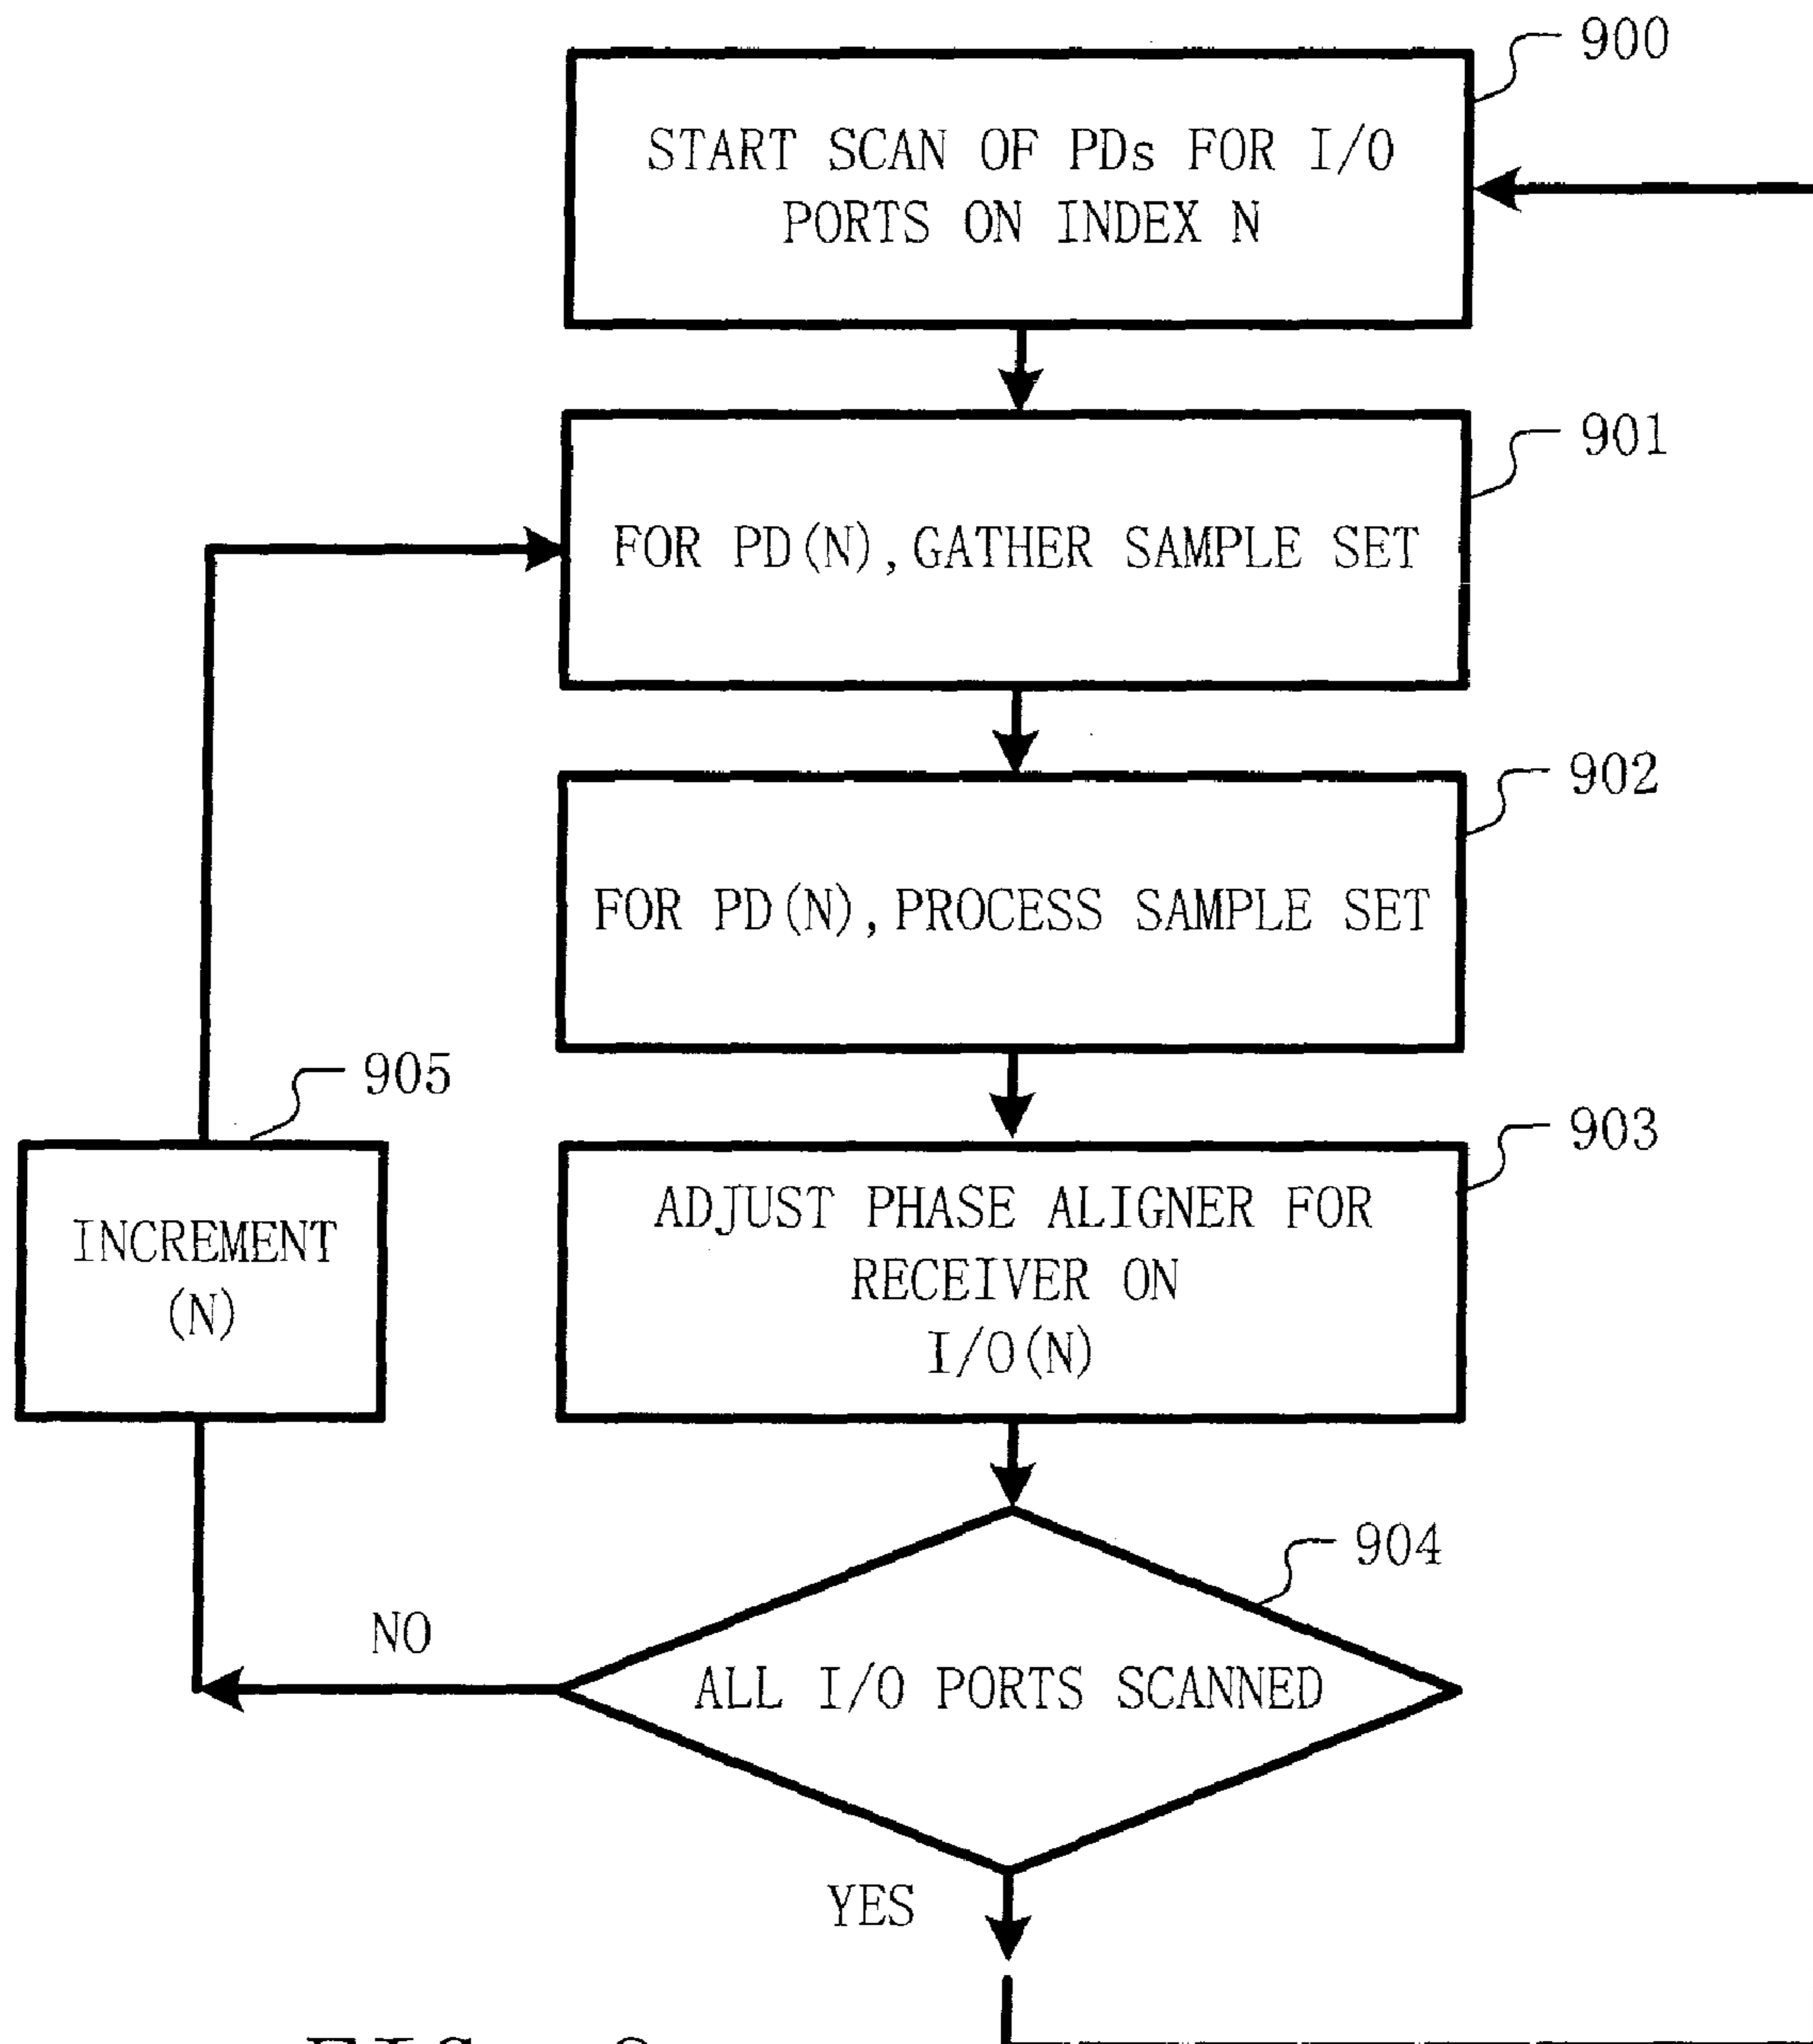 900
START SCAN OF PDs FOR I/O
PORTS ON INDEX N
901
FOR PD(N),GATHER SAMPLE SET
902
FOR PD(N),PROCESS SAMPLE SET
905
903
INCREMENT
(N)
ADJUST PHASE ALIGNER FOR
RECEIVER ON
I/O(N)
904
NO
ALL I/O PORTS SCANNED
YES